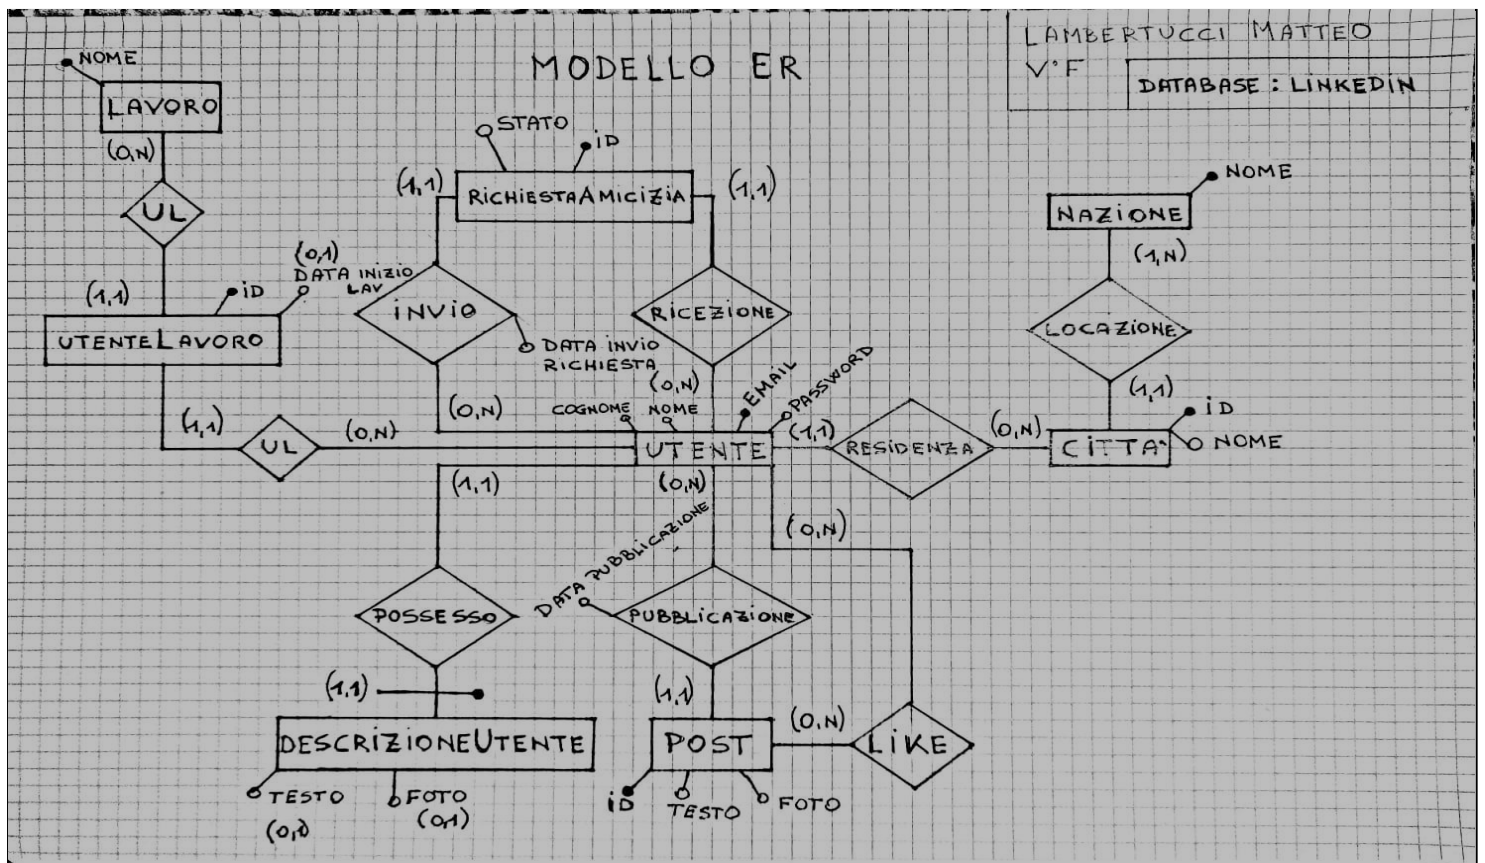 MODELLO ER
LAMBERTUCCI MATTEO
V°F
DATABASE : LINKEDIN
NOME
LAVORO
(0,N)
UL
(1,1)
iD
(0,1)
DATA INIZIO
LAV
UTENTELAVORO
(1,1)
UL
(0,N)
STATO
iD
(1,1)
RICHIESTAAMICIZIA
(1,1)
INVIO
DATA INVIO
RICHIESTA
(0,N)
RICEZIONE
(0,N)
COGNOME
NOME
EMAIL
PASSWORD
UTENTE
(1,1)
RESIDENZA
(0,N)
CITTA'
iD
NOME
(1,1)
LOCAZIONE
(1,N)
NAZIONE
NOME
(1,1)
POSSESSO
(1,1)
DESCRIZIONEUTENTE
TESTO
FOTO
(0,1)
(0,N)
DATA PUBBLICAZIONE
PUBBLICAZIONE
(1,1)
POST
iD
TESTO
FOTO
(0,N)
LIKE
(0,N)